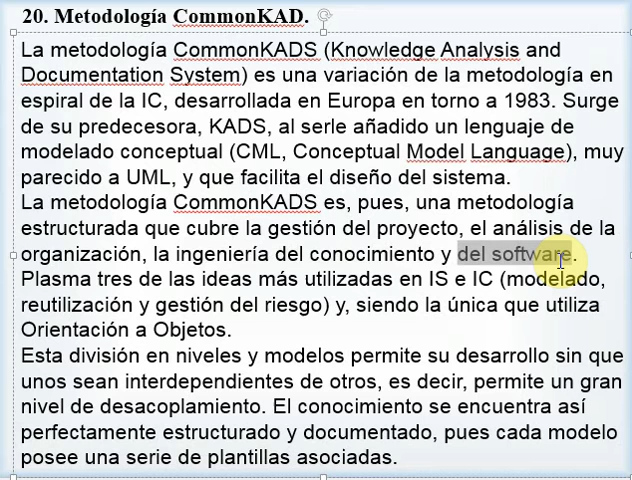 20. Metodología CommonKAD.
La metodología CommonKADS (Knowledge Analysis and
Documentation System) es una variación de la metodología en
espiral de la IC, desarrollada en Europa en torno a 1983. Surge
de su predecesora, KADS, al serle añadido un lenguaje de
modelado conceptual (CML, Conceptual Model Language), muy
parecido a UML, y que facilita el diseño del sistema.
La metodología CommonKADS es, pues, una metodología
estructurada que cubre la gestión del proyecto, el análisis de la
organización, la ingeniería del conocimiento y del software.
Plasma tres de las ideas más utilizadas en IS e IC (modelado,
reutilización y gestión del riesgo) y, siendo la única que utiliza
Orientación a Objetos.
Esta división en niveles y modelos permite su desarrollo sin que
unos sean interdependientes de otros, es decir, permite un gran
nivel de desacoplamiento. El conocimiento se encuentra así
perfectamente estructurado y documentado, pues cada modelo
posee una serie de plantillas asociadas.